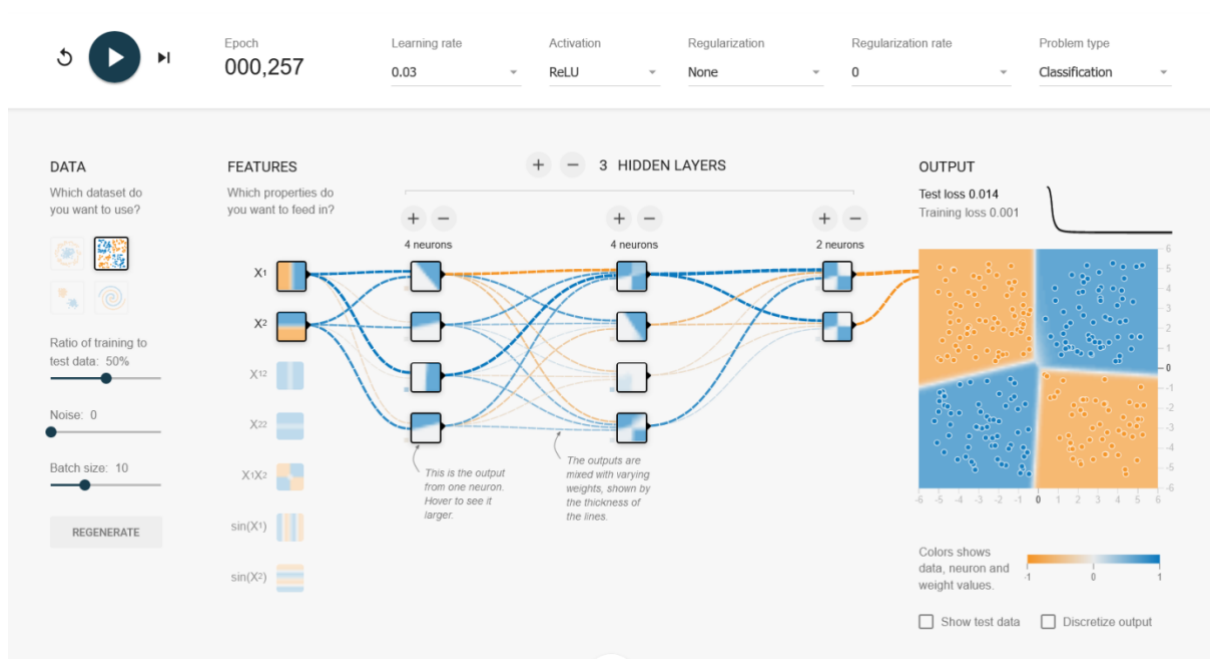 Epoch
000,257
Learning rate
0.03
Activation
ReLU
Regularization
None
Regularization rate
0
Problem type
Classification
DATA
Which dataset do
you want to use?
Ratio of training to
test data: 50%
Noise: 0
Batch size: 10
REGENERATE
FEATURES
Which properties do
you want to feed in?
X1
X2
X12
X22
X1X2
sin(X1)
sin(X2)
+ − 3 HIDDEN LAYERS
+ −
4 neurons
+ −
4 neurons
+ −
2 neurons
This is the output
from one neuron.
Hover to see it
larger.
The outputs are
mixed with varying
weights, shown by
the thickness of
the lines.
OUTPUT
Test loss 0.014
Training loss 0.001
6
5
4
3
2
1
0
-1
-2
-3
-4
-5
-6
-6 -5 -4 -3 -2 -1 0 1 2 3 4 5 6
Colors shows
data, neuron and
weight values.
-1 0 1
Show test data
Discretize output